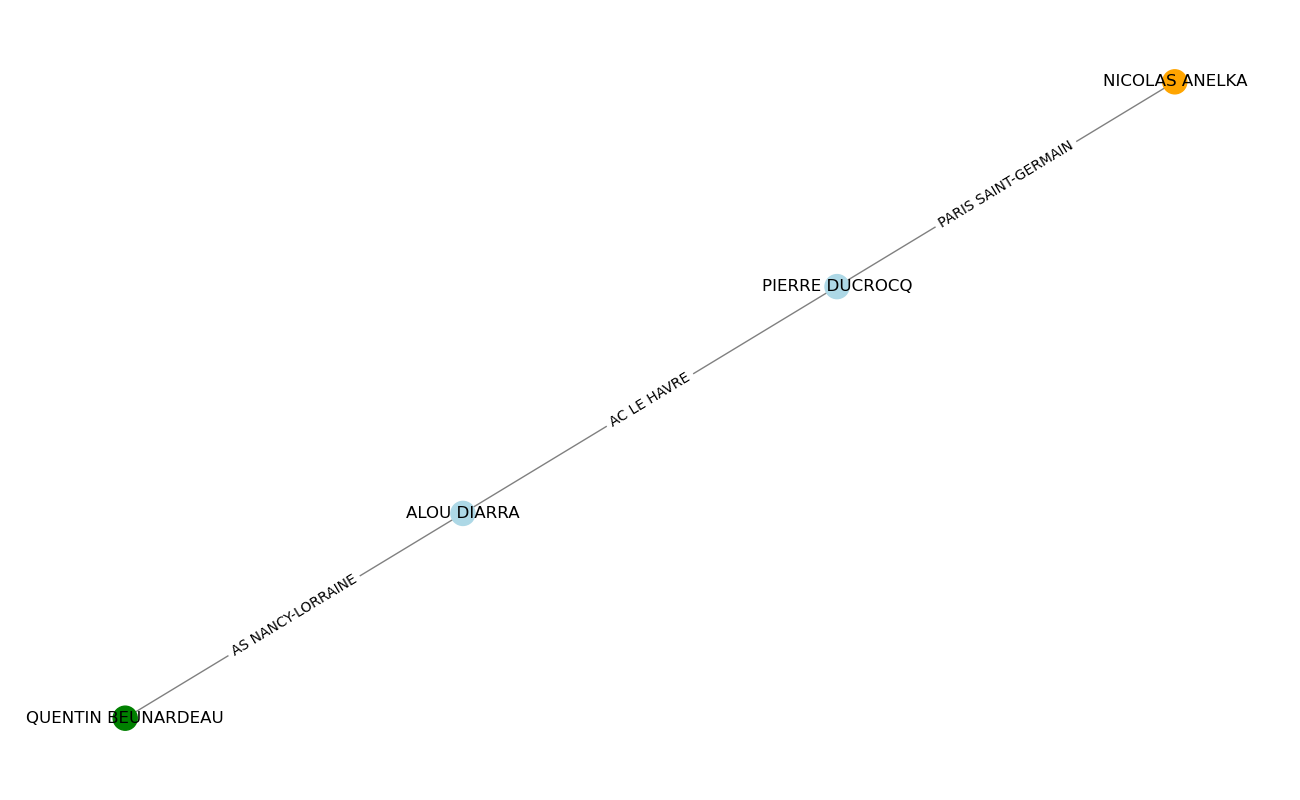 NICOLAS ANELKA
PARIS SAINT-GERMAIN
PIERRE DUCROCQ
AC LE HAVRE
ALOU DIARRA
AS NANCY-LORRAINE
QUENTIN BEUNARDEAU